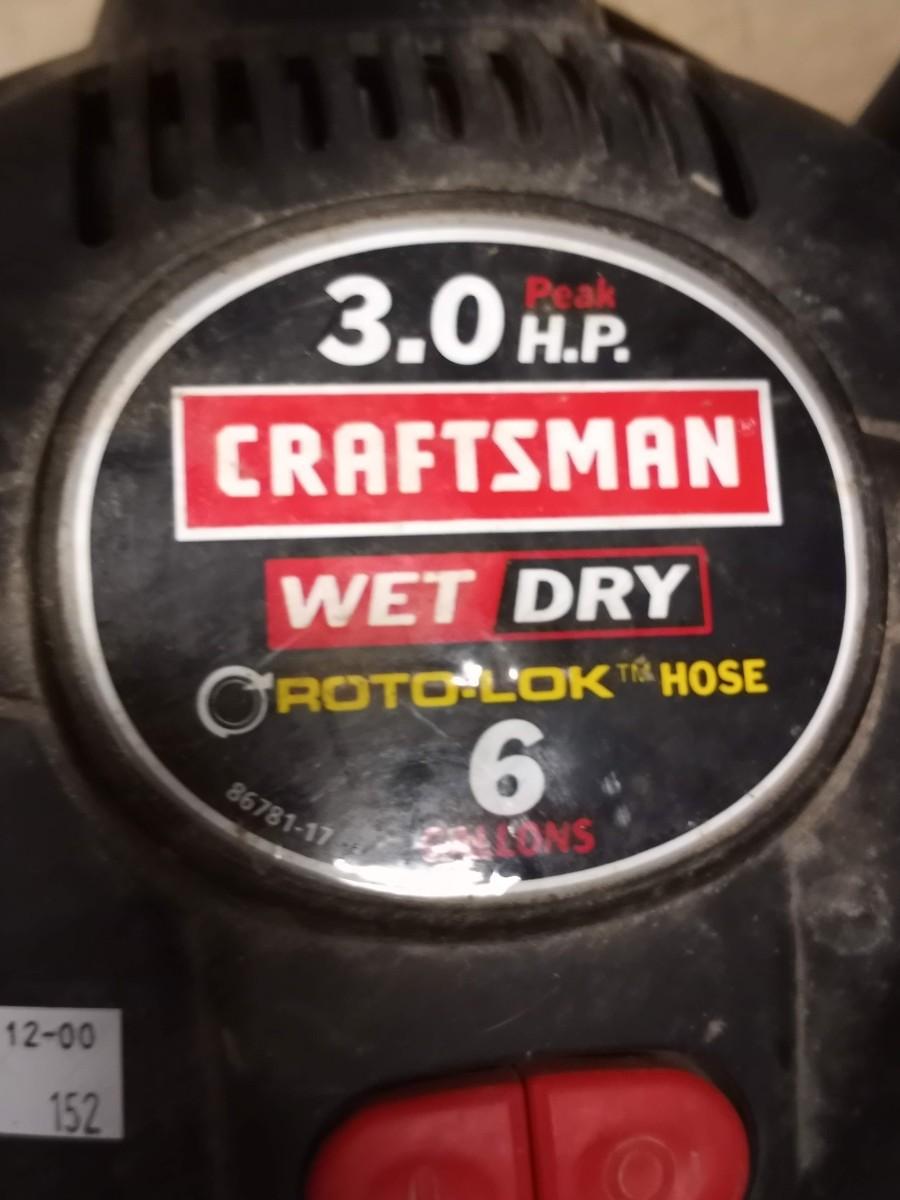 3.0 Peak
H.P.
CRAFTSMAN
WET DRY
ROTO-LOK™ HOSE
6
GALLONS
86781-17
12-00
152